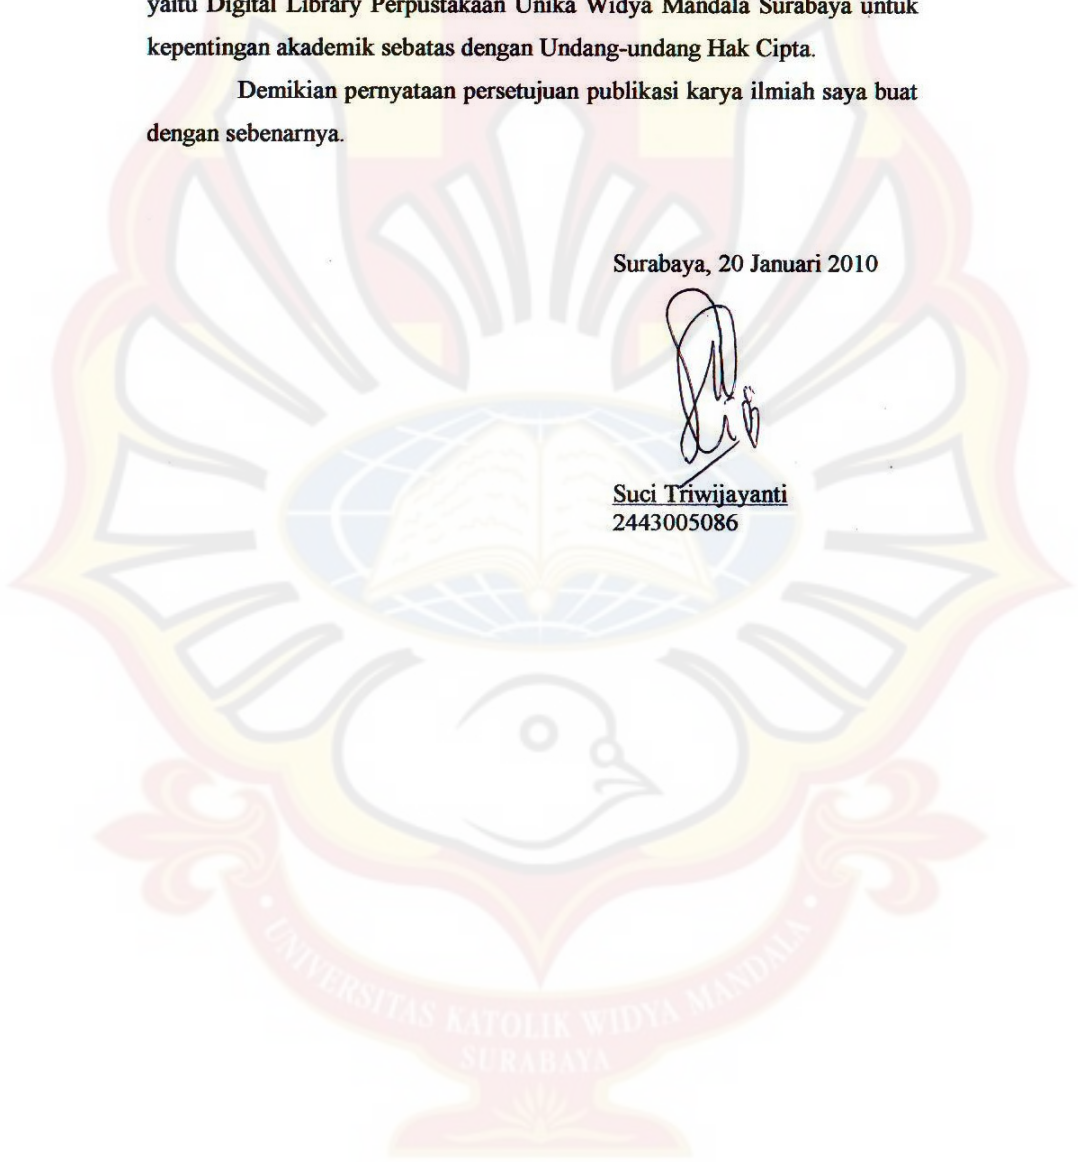 yaitu Digital Library Perpustakaan Unika Widya Mandala Surabaya untuk
kepentingan akademik sebatas dengan Undang-undang Hak Cipta.
Demikian pernyataan persetujuan publikasi karya ilmiah saya buat
dengan sebenarnya.
Surabaya, 20 Januari 2010
Suci Triwijayanti
2443005086
UNIVERSITAS KATOLIK WIDYA MANDALA
SURABAYA